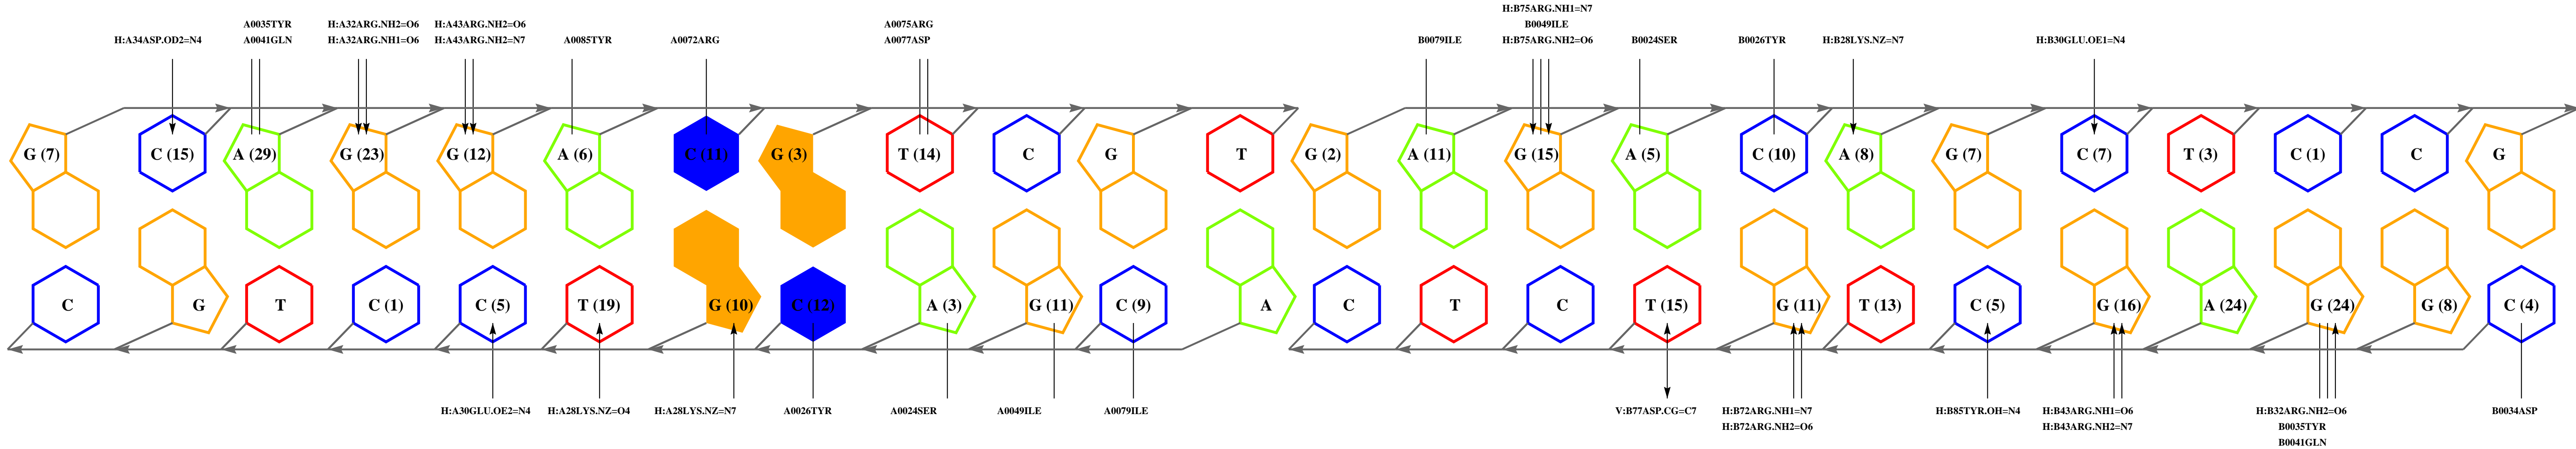 H:B75ARG.NH1=N7
A0035TYR H:A32ARG.NH2=O6 H:A43ARG.NH2=O6 A0075ARG B0049ILE
H:A34ASP.OD2=N4 A0041GLN H:A32ARG.NH1=O6 H:A43ARG.NH2=N7 A0085TYR A0072ARG A0077ASP B0079ILE H:B75ARG.NH2=O6 B0024SER B0026TYR H:B28LYS.NZ=N7 H:B30GLU.OE1=N4
G (7) C (15) A (29) G (23) G (12) A (6) C (11) G (3) T (14) C G T G (2) A (11) G (15) A (5) C (10) A (8) G (7) C (7) T (3) C (1) C G
C G T C (1) C (5) T (19) G (10) C (12) A (3) G (11) C (9) A C T C T (15) G (11) T (13) C (5) G (16) A (24) G (24) G (8) C (4)
H:A30GLU.OE2=N4 H:A28LYS.NZ=O4 H:A28LYS.NZ=N7 A0026TYR A0024SER A0049ILE A0079ILE V:B77ASP.CG=C7 H:B72ARG.NH1=N7 H:B85TYR.OH=N4 H:B43ARG.NH1=O6 H:B32ARG.NH2=O6 B0034ASP
H:B72ARG.NH2=O6 H:B43ARG.NH2=N7 B0035TYR
B0041GLN